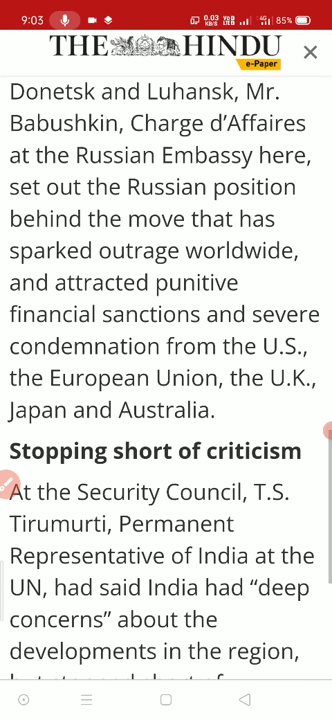 9:03
0.03 KB/S
4G
85%
THE HINDU
e-Paper
Donetsk and Luhansk, Mr.
Babushkin, Charge d’Affaires
at the Russian Embassy here,
set out the Russian position
behind the move that has
sparked outrage worldwide,
and attracted punitive
financial sanctions and severe
condemnation from the U.S.,
the European Union, the U.K.,
Japan and Australia.
Stopping short of criticism
At the Security Council, T.S.
Tirumurti, Permanent
Representative of India at the
UN, had said India had “deep
concerns” about the
developments in the region,